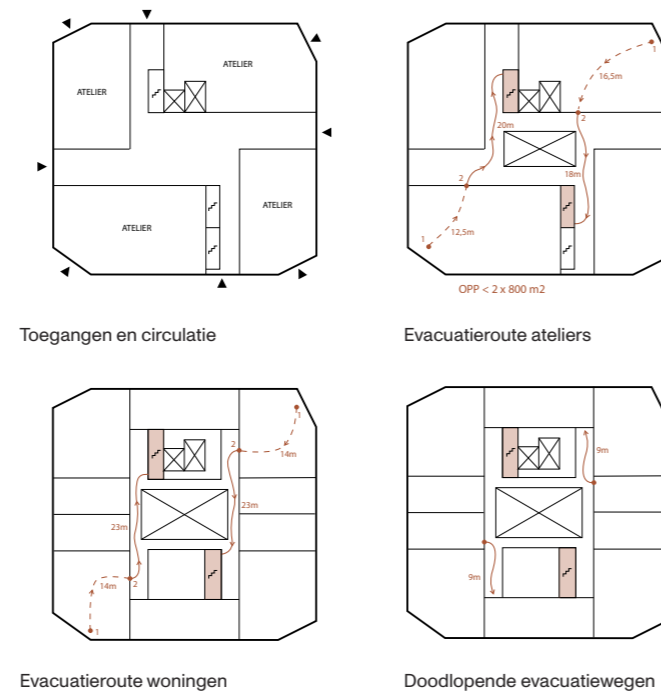 ATELIER
ATELIER
ATELIER
ATELIER
Toegangen en circulatie
1
16,5m
2
20m
18m
2
1
12,5m
OPP < 2 x 800 m2
Evacuatieroute ateliers
1
2
14m
23m
23m
14m
2
1
Evacuatieroute woningen
9m
9m
Doodlopende evacuatiewegen